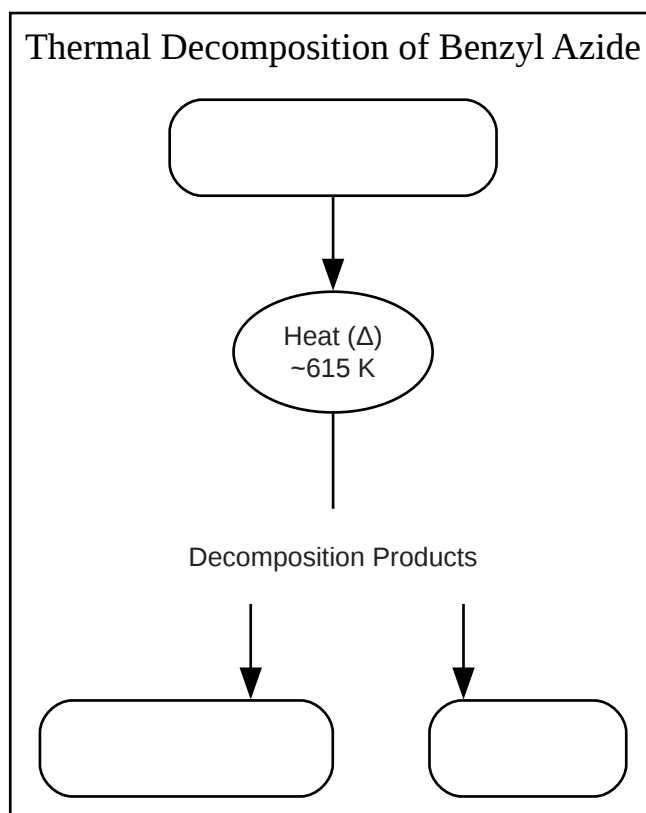 Thermal Decomposition of Benzyl Azide
Heat (Δ)
~615 K
Decomposition Products